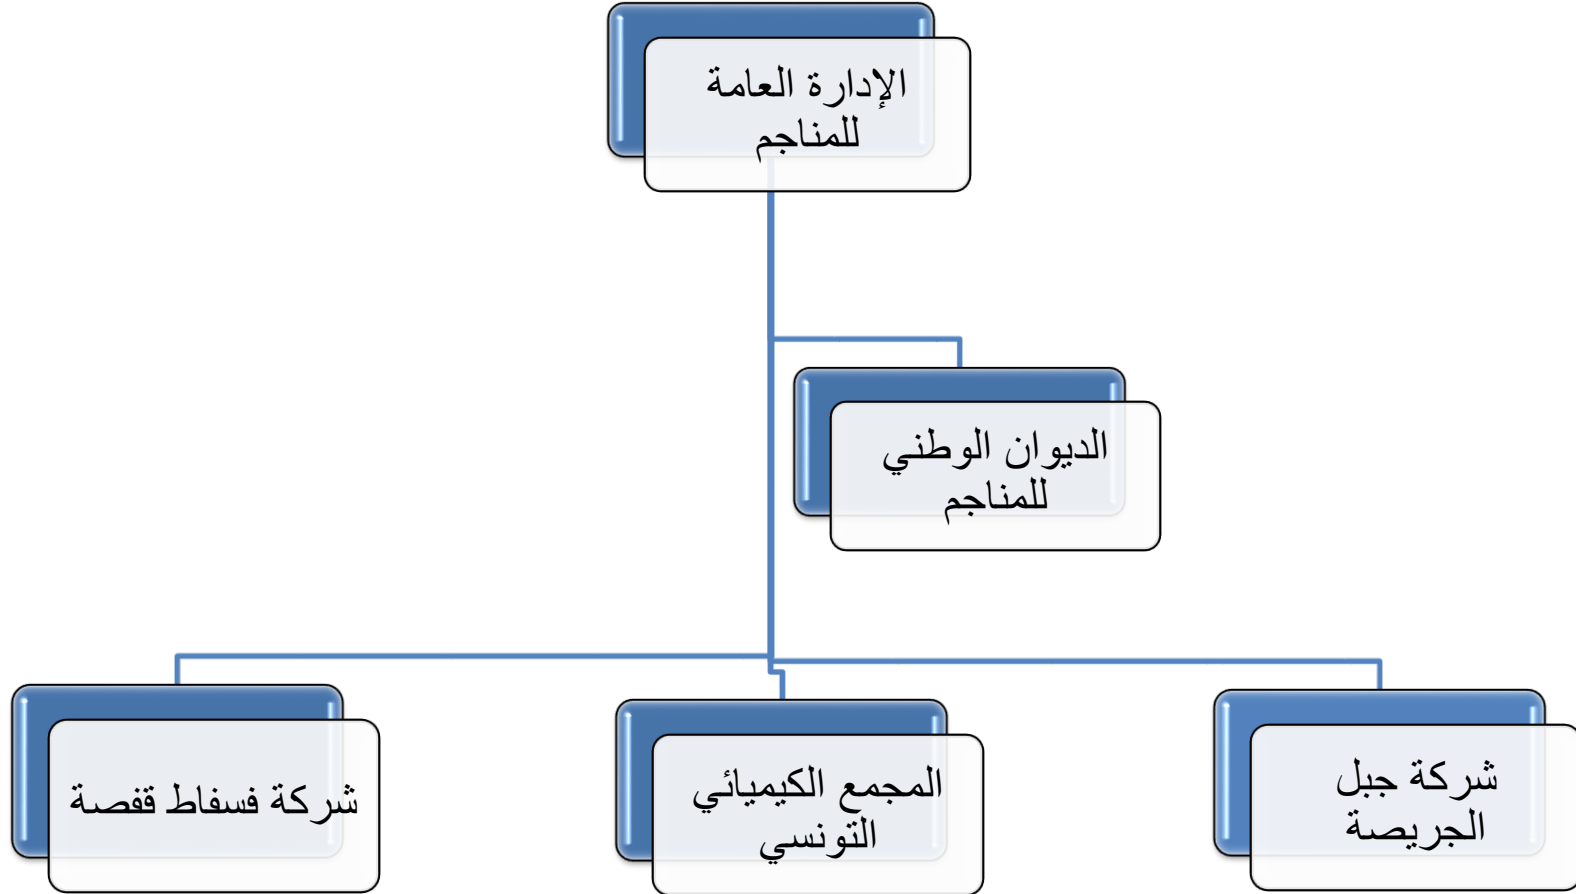 الإدارة العامة
للمناجم
الديوان الوطني
للمناجم
شركة جبل
الجريصة
المجمع الكيميائي
التونسي
شركة فسفاط قفصة